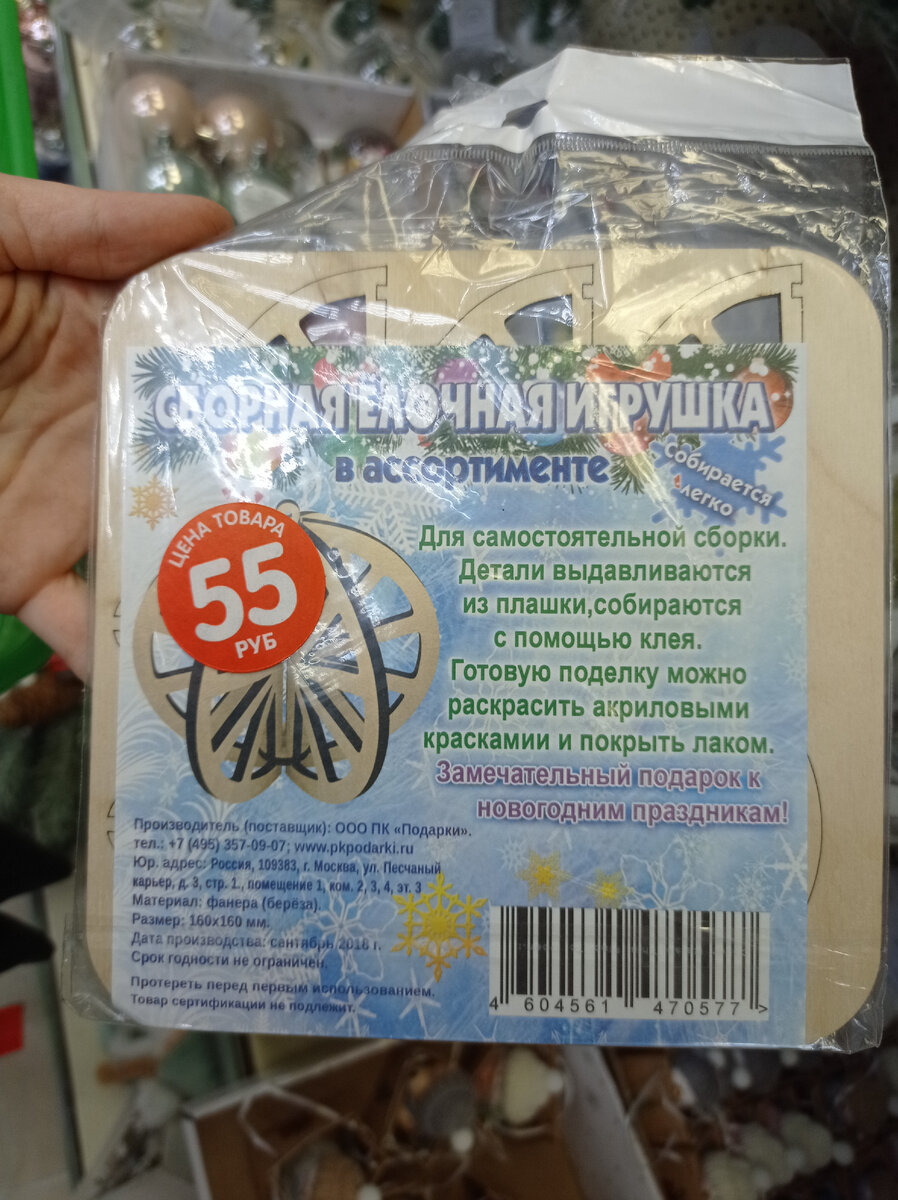 СБОРНАЯ ЕЛОЧНАЯ ИГРУШКА
в ассортименте
Собирается
легко
ЦЕНА ТОВАРА
55
РУБ
Для самостоятельной сборки.
Детали выдавливаются
из плашки,собираются
с помощью клея.
Готовую поделку можно
раскрасить акриловыми
краскамии и покрыть лаком.
Замечательный подарок к
новогодним праздникам!
Производитель (поставщик): ООО ПК «Подарки».
тел.: +7 (495) 357-09-07; www.pkpodarki.ru
Юр. адрес: Россия, 109383, г. Москва, ул. Песчаный
карьер, д. 3, стр. 1., помещение 1, ком. 2, 3, 4, эт. 3
Материал: фанера (берёза).
Размер: 160х160 мм.
Дата производства: сентябрь 2018 г.
Срок годности не ограничен.
Протереть перед первым использованием.
Товар сертификации не подлежит.
4 604561 470577 >